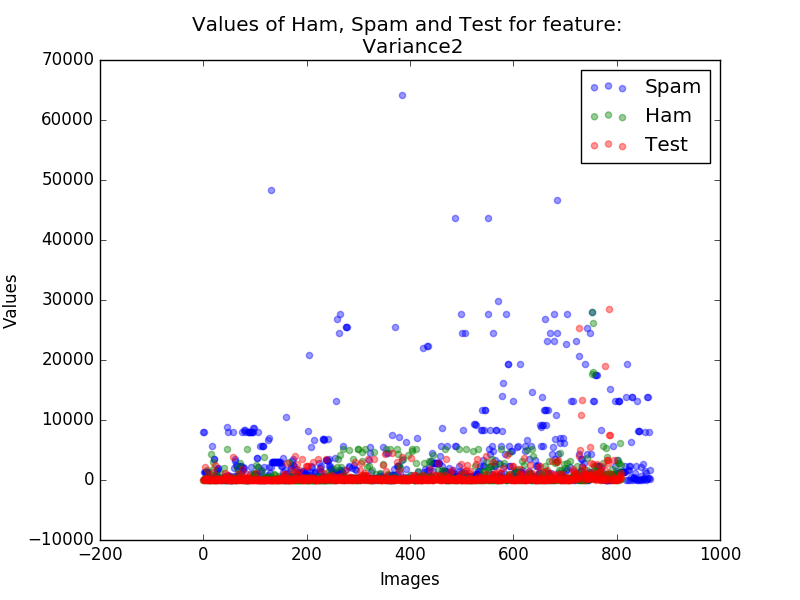 Values of Ham, Spam and Test for feature:
Variance2
70000
60000
50000
40000
30000
20000
10000
0
−10000
Values
Spam
Ham
Test
−200
0
200
400
600
800
1000
Images